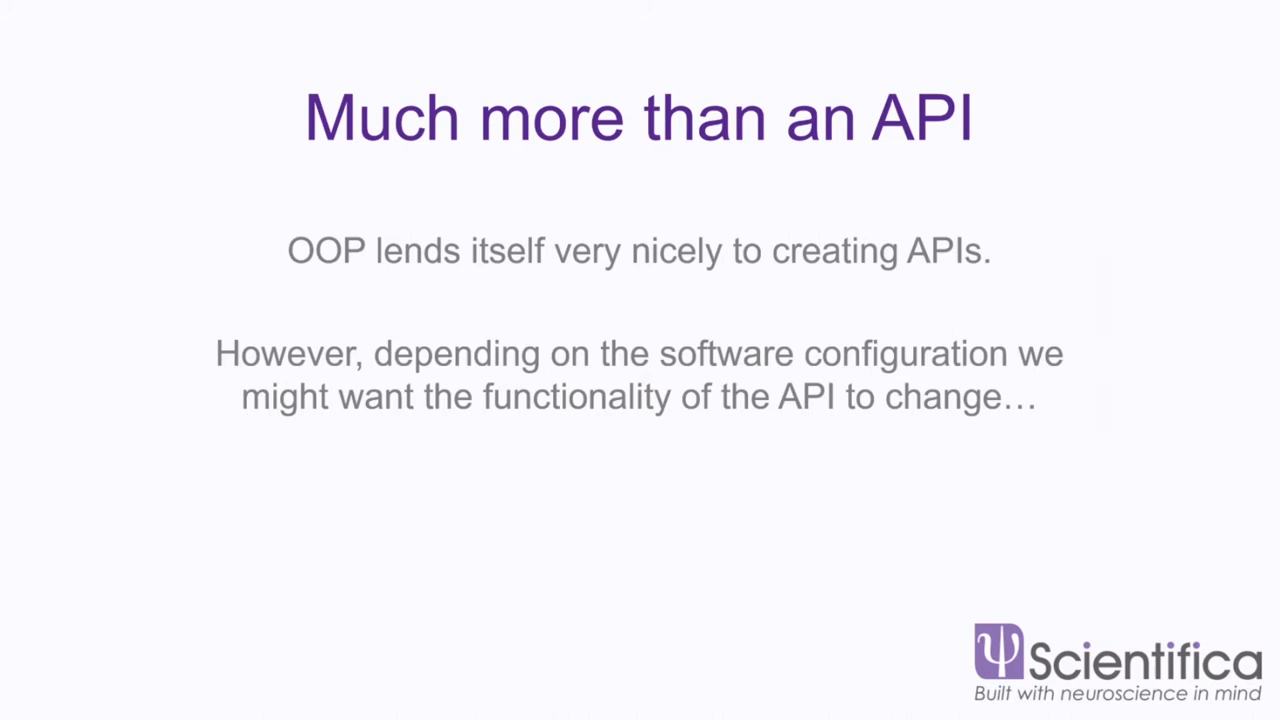 Much more than an API
OOP lends itself very nicely to creating APIs.
However, depending on the software configuration we
might want the functionality of the API to change…
Scientifica
Built with neuroscience in mind